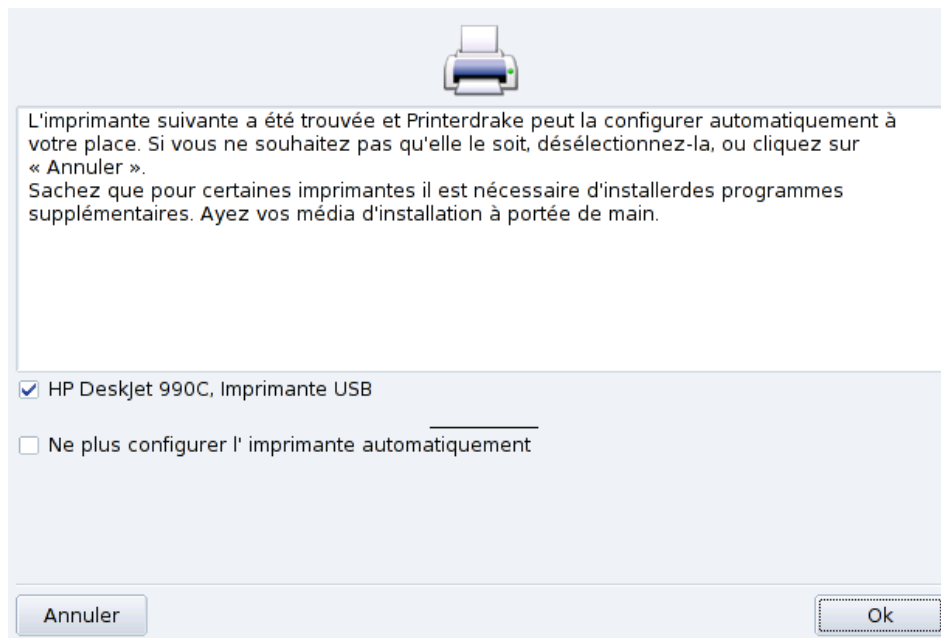 L'imprimante suivante a été trouvée et Printerdrake peut la configurer automatiquement à
votre place. Si vous ne souhaitez pas qu'elle le soit, désélectionnez-la, ou cliquez sur
« Annuler ».
Sachez que pour certaines imprimantes il est nécessaire d'installerdes programmes
supplémentaires. Ayez vos média d'installation à portée de main.
HP DeskJet 990C, Imprimante USB
Ne plus configurer l' imprimante automatiquement
Annuler
Ok